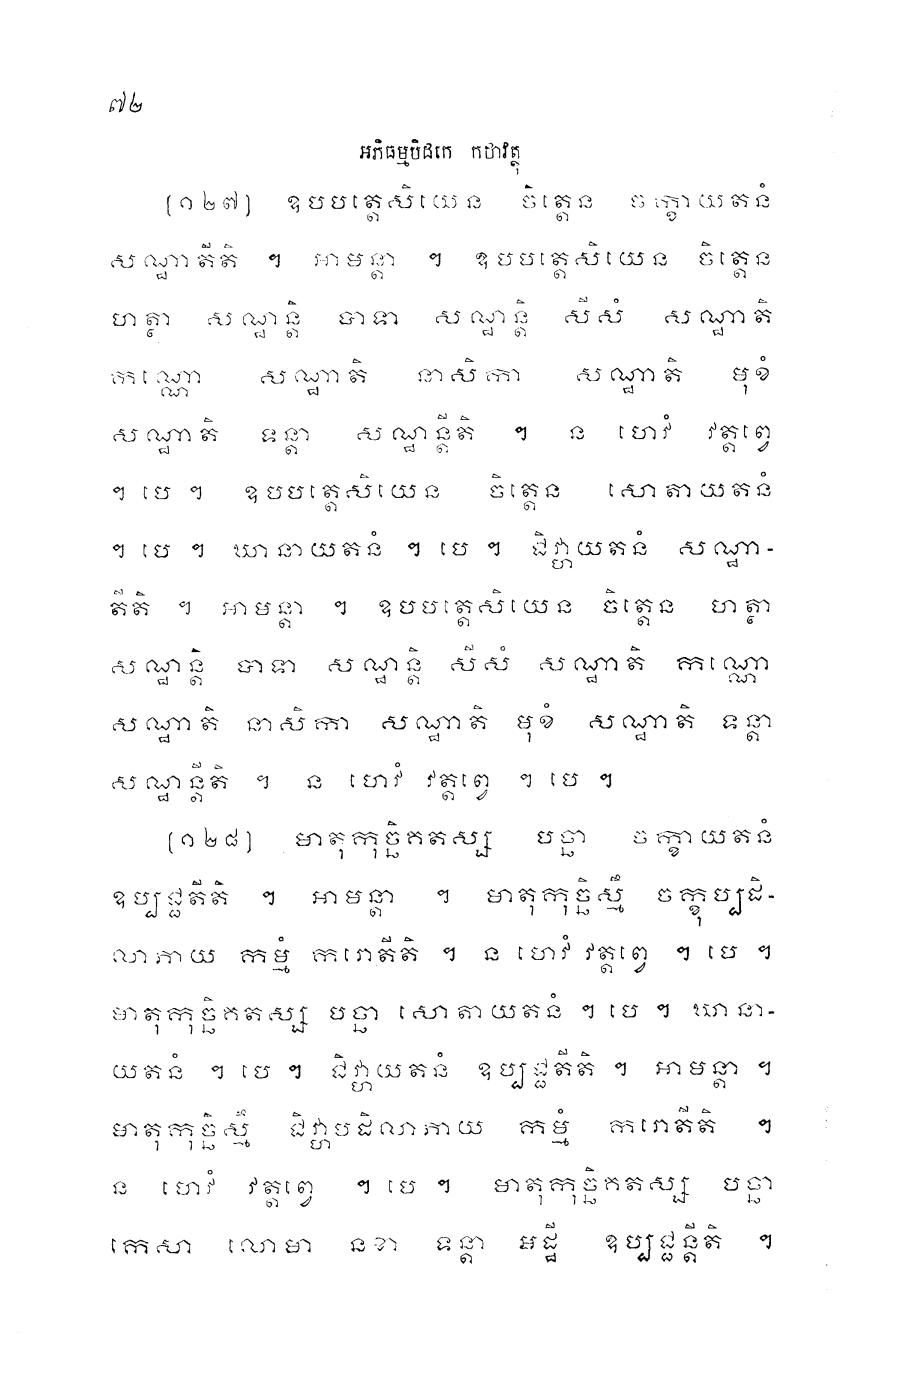 ៧២
អភិធម្មបិដកេ កថាវត្ថុ
[១២៧] ឧបបត្តេសិយេន ចិត្តេន ចក្ខាយតនំ
សណ្ឋាតីតិ ។ អាមន្តា ។ ឧបបត្តេសិយេន ចិត្តេន
ហត្ថា សណ្ឋន្តិ បាទា សណ្ឋន្តិ សីសំ សណ្ឋាតិ
កណ្ណោ សណ្ឋាតិ នាសិកា សណ្ឋាតិ មុខំ
សណ្ឋាតិ ទន្តា សណ្ឋន្តីតិ ។ ន ហេវំ វត្តព្វេ
។ បេ ។ ឧបបត្តេសិយេន ចិត្តេន សោតាយតនំ
។ បេ ។ ឃានាយតនំ ។ បេ ។ ជិវ្ហាយតនំ សណ្ឋា-
តីតិ ។ អាមន្តា ។ ឧបបត្តេសិយេន ចិត្តេន ហត្ថា
សណ្ឋន្តិ បាទា សណ្ឋន្តិ សីសំ សណ្ឋាតិ កណ្ណោ
សណ្ឋាតិ នាសិកា សណ្ឋាតិ មុខំ សណ្ឋាតិ ទន្តា
សណ្ឋន្តីតិ ។ ន ហេវំ វត្តព្វេ ។ បេ ។
[១២៨] មាតុកុច្ឆិគតស្ស បច្ឆា ចក្ខាយតនំ
ឧប្បជ្ជតីតិ ។ អាមន្តា ។ មាតុកុច្ឆិស្មឹ ចក្ខុប្បដិ-
លាភាយ កម្មំ ករោតីតិ ។ ន ហេវំ វត្តព្វេ ។ បេ ។
មាតុកុច្ឆិគតស្ស បច្ឆា សោតាយតនំ ។ បេ ។ ឃានា-
យតនំ ។ បេ ។ ជិវ្ហាយតនំ ឧប្បជ្ជតីតិ ។ អាមន្តា ។
មាតុកុច្ឆិស្មឹ ជិវ្ហាបដិលាភាយ កម្មំ ករោតីតិ ។
ន ហេវំ វត្តព្វេ ។ បេ ។ មាតុកុច្ឆិគតស្ស បច្ឆា
កេសា លោមា នខា ទន្តា អដ្ឋី ឧប្បជ្ជន្តីតិ ។